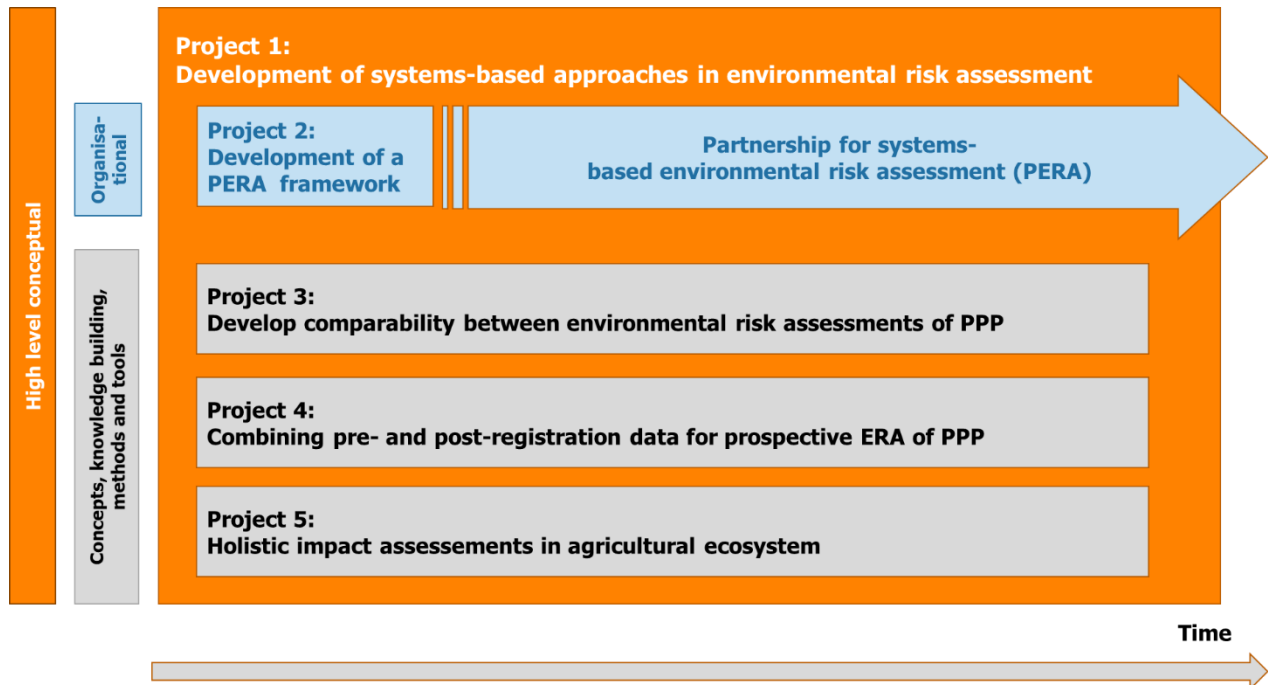 High level conceptual
Organisa-
tional
Concepts, knowledge building,
methods and tools
Project 1:
Development of systems-based approaches in environmental risk assessment
Project 2:
Development of a
PERA framework
Partnership for systems-
based environmental risk assessment (PERA)
Project 3:
Develop comparability between environmental risk assessments of PPP
Project 4:
Combining pre- and post-registration data for prospective ERA of PPP
Project 5:
Holistic impact assessements in agricultural ecosystem
Time